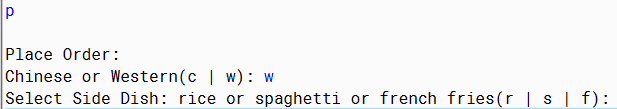 p
Place Order:
Chinese or Western(c | w): w
Select Side Dish: rice or spaghetti or french fries(r | s | f):